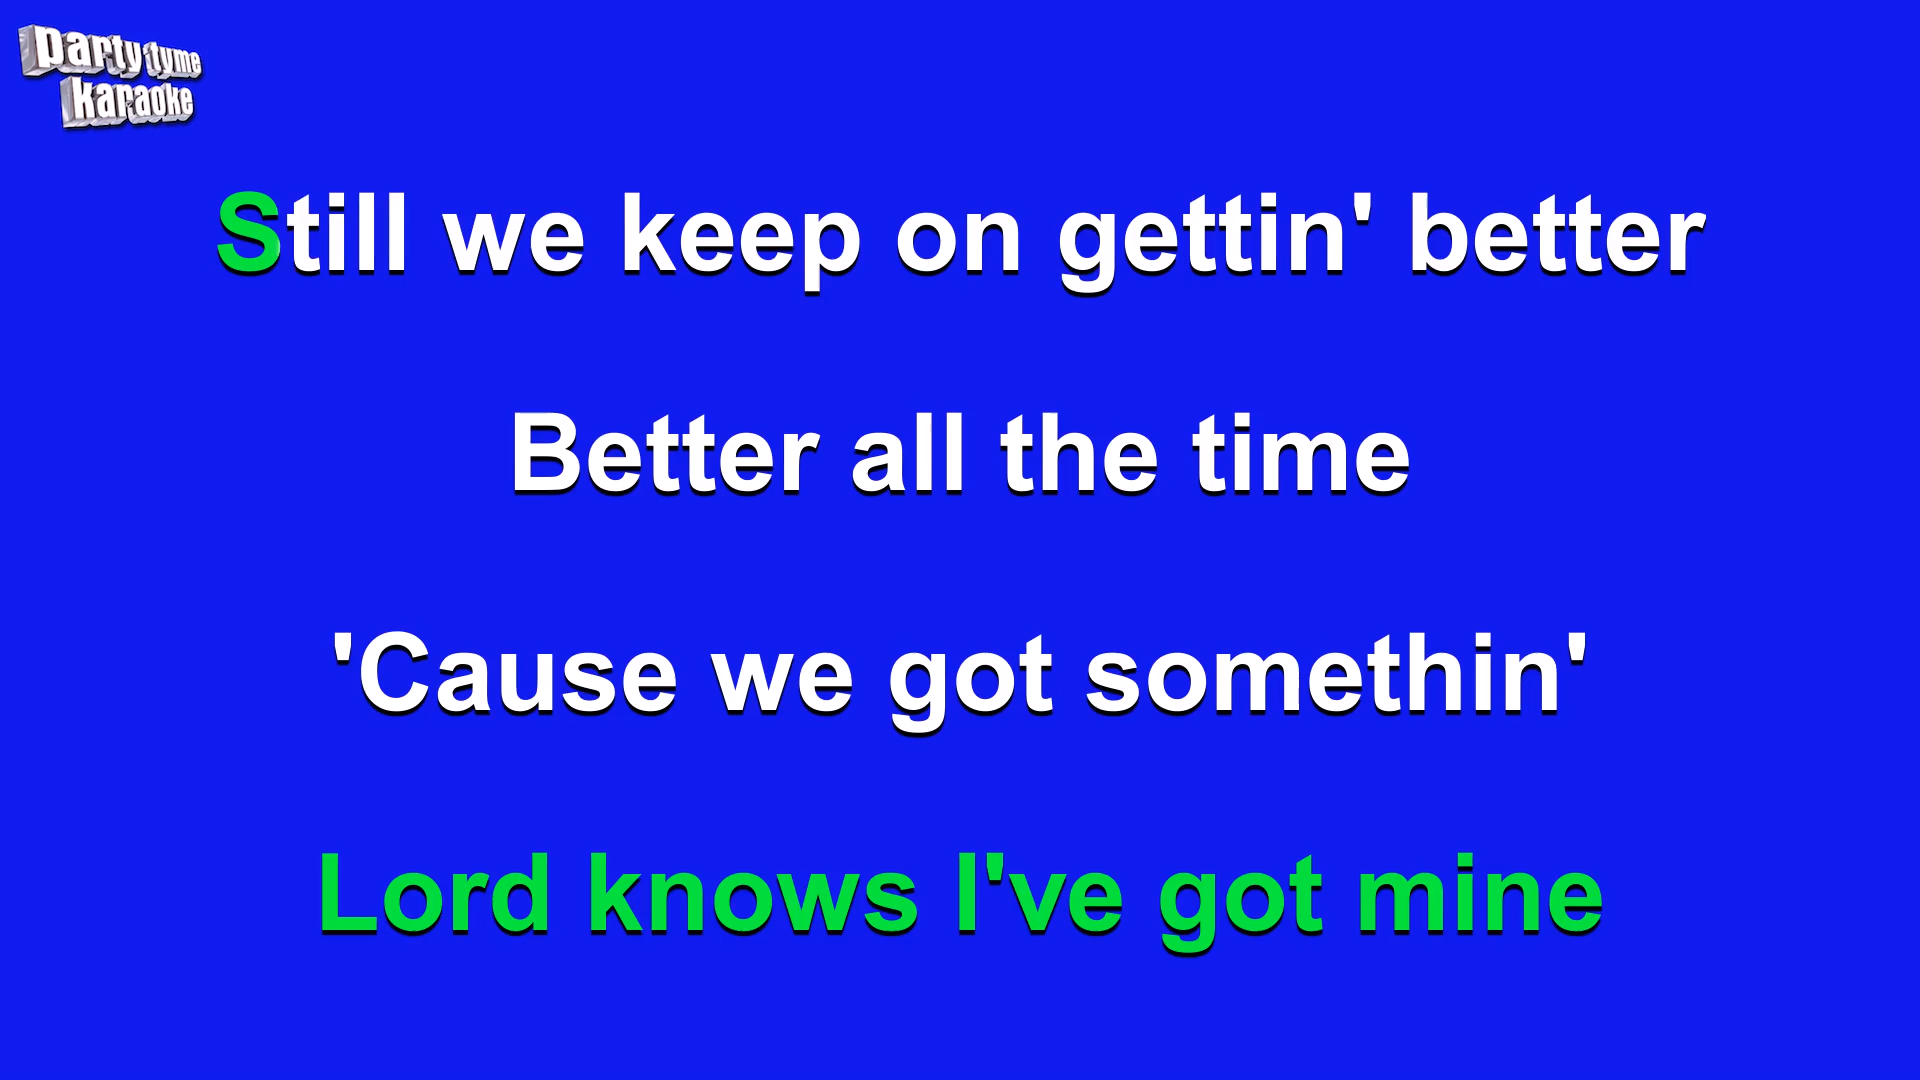 party tyme
karaoke
Still we keep on gettin' better
Better all the time
'Cause we got somethin'
Lord knows I've got mine